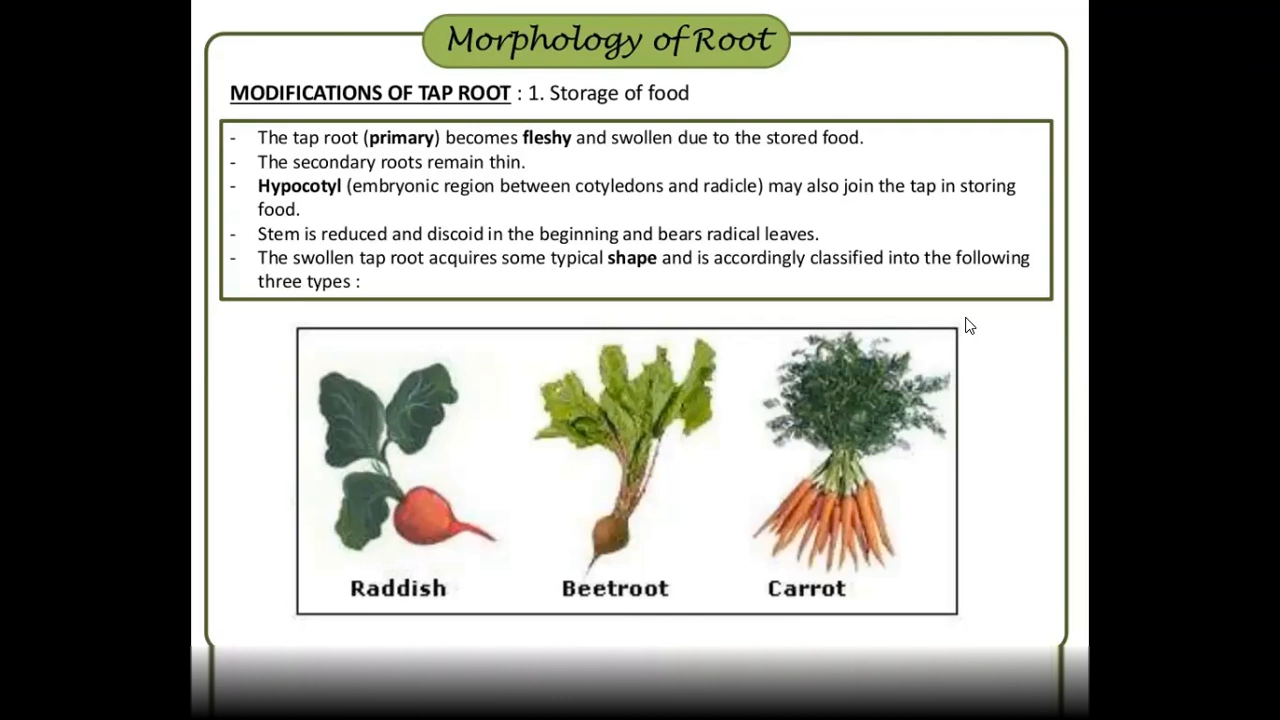 Morphology of Root
MODIFICATIONS OF TAP ROOT : 1. Storage of food
- The tap root (primary) becomes fleshy and swollen due to the stored food.
- The secondary roots remain thin.
- Hypocotyl (embryonic region between cotyledons and radicle) may also join the tap in storing
food.
- Stem is reduced and discoid in the beginning and bears radical leaves.
- The swollen tap root acquires some typical shape and is accordingly classified into the following
three types :
Raddish Beetroot Carrot